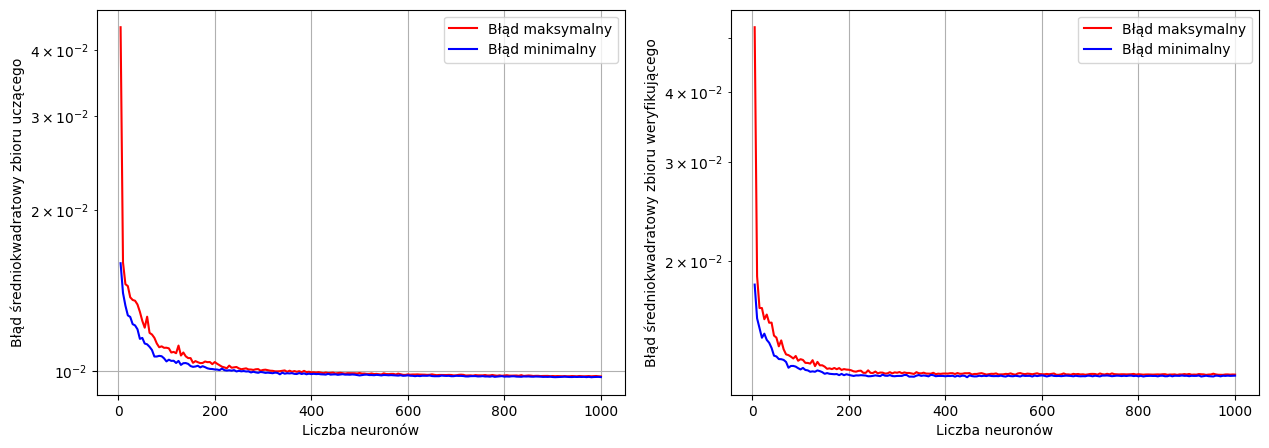 Błąd średniokwadratowy zbioru uczącego
4 × 10⁻²
3 × 10⁻²
2 × 10⁻²
10⁻²
Błąd maksymalny
Błąd minimalny
0 200 400 600 800 1000
Liczba neuronów
Błąd średniokwadratowy zbioru weryfikującego
4 × 10⁻²
3 × 10⁻²
2 × 10⁻²
Błąd maksymalny
Błąd minimalny
0 200 400 600 800 1000
Liczba neuronów